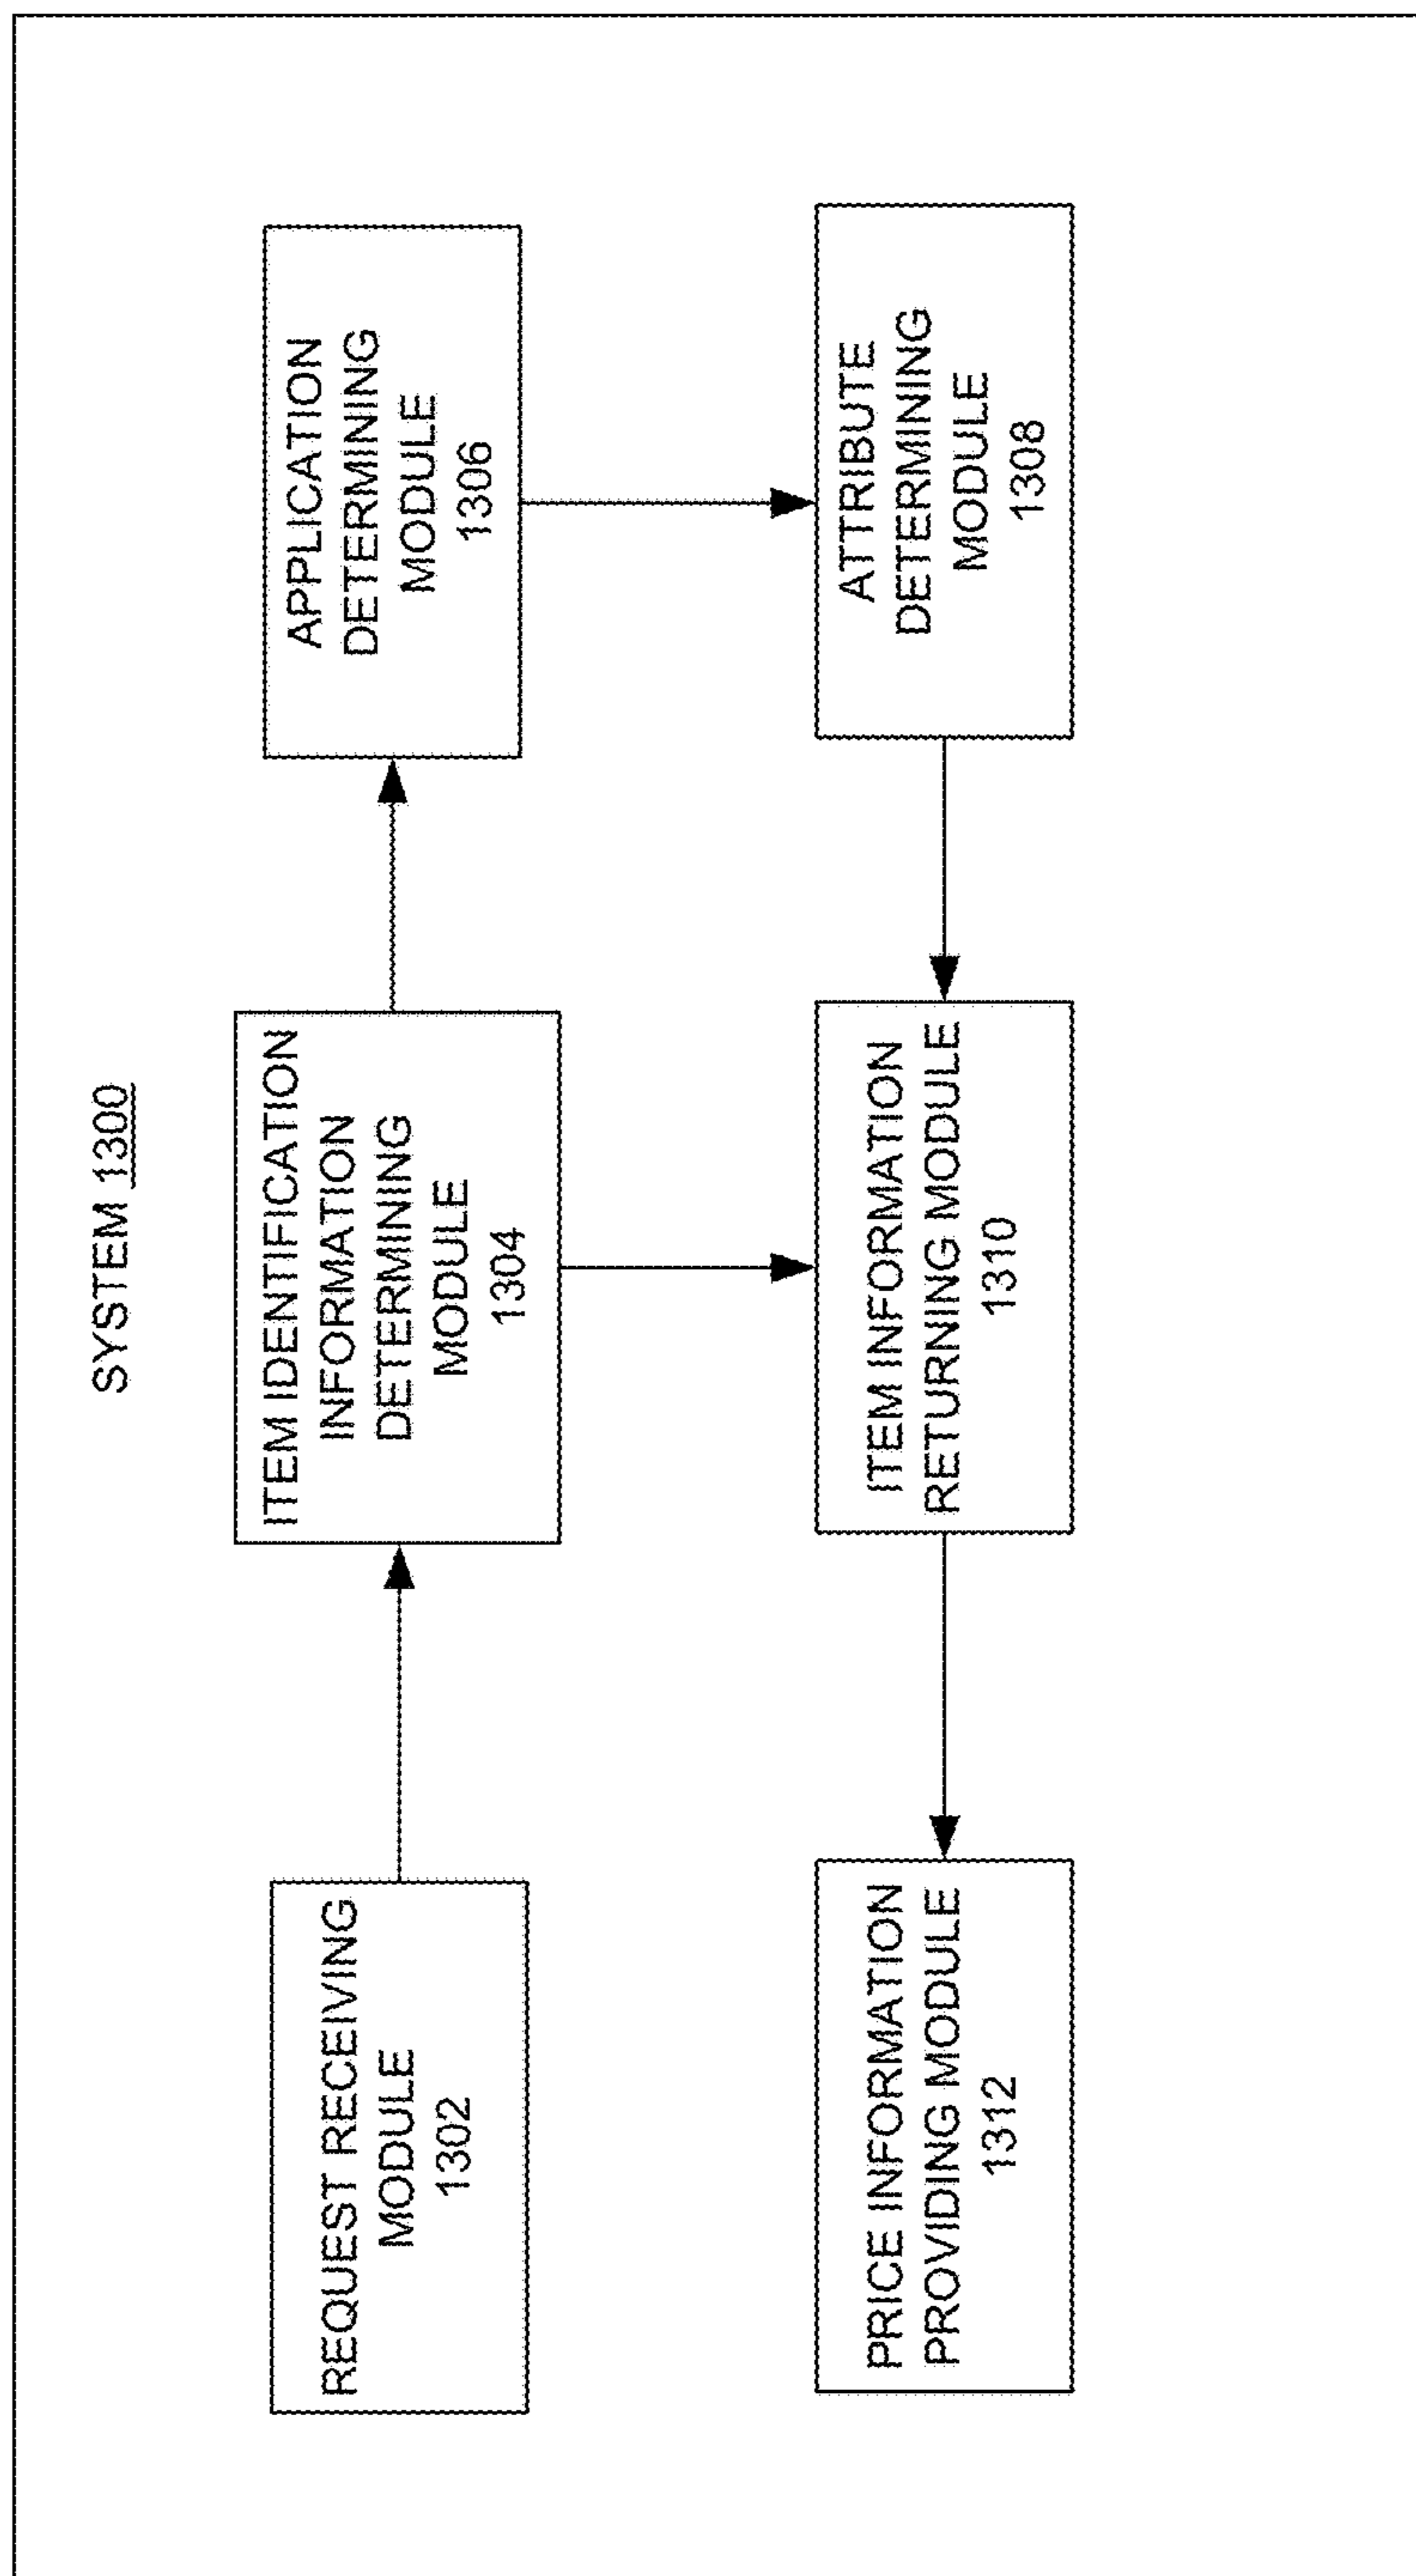 SYSTEM 1300
REQUEST RECEIVING
MODULE
1302
ITEM IDENTIFICATION
INFORMATION
DETERMINING
MODULE
1304
APPLICATION
DETERMINING
MODULE
1306
PRICE INFORMATION
PROVIDING MODULE
1312
ITEM INFORMATION
RETURNING MODULE
1310
ATTRIBUTE
DETERMINING
MODULE
1308